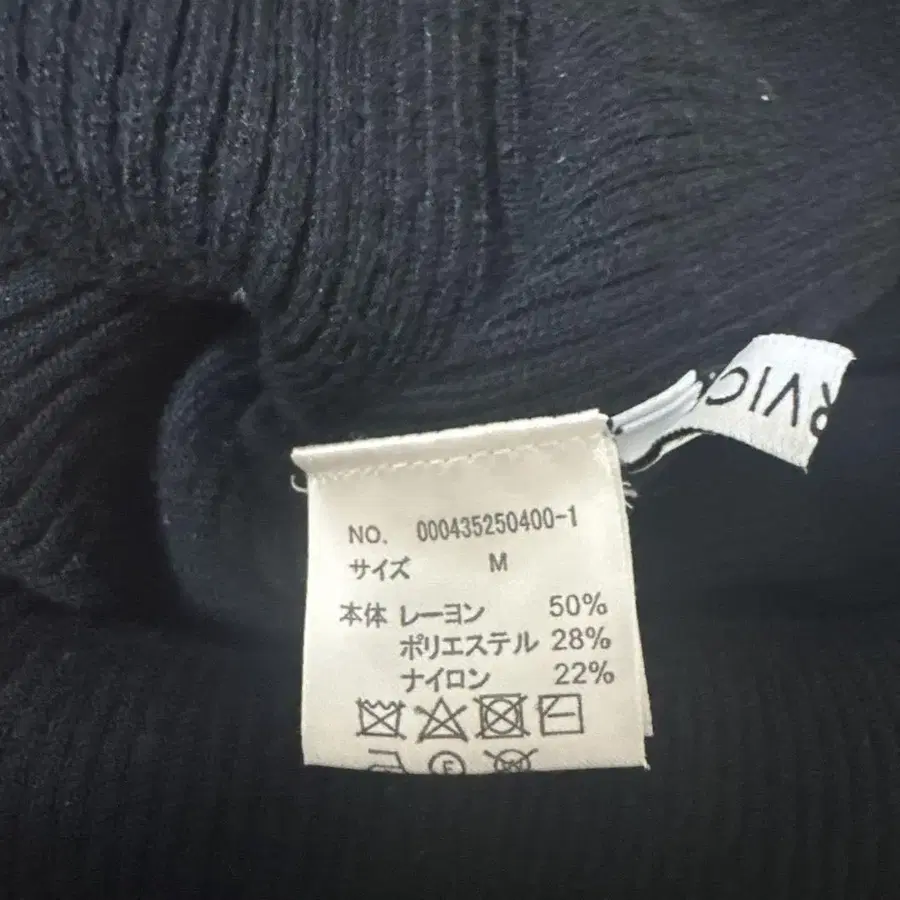 NO. 000435250400-1
サイズ M
本体 レーヨン 50%
ポリエステル 28%
ナイロン 22%